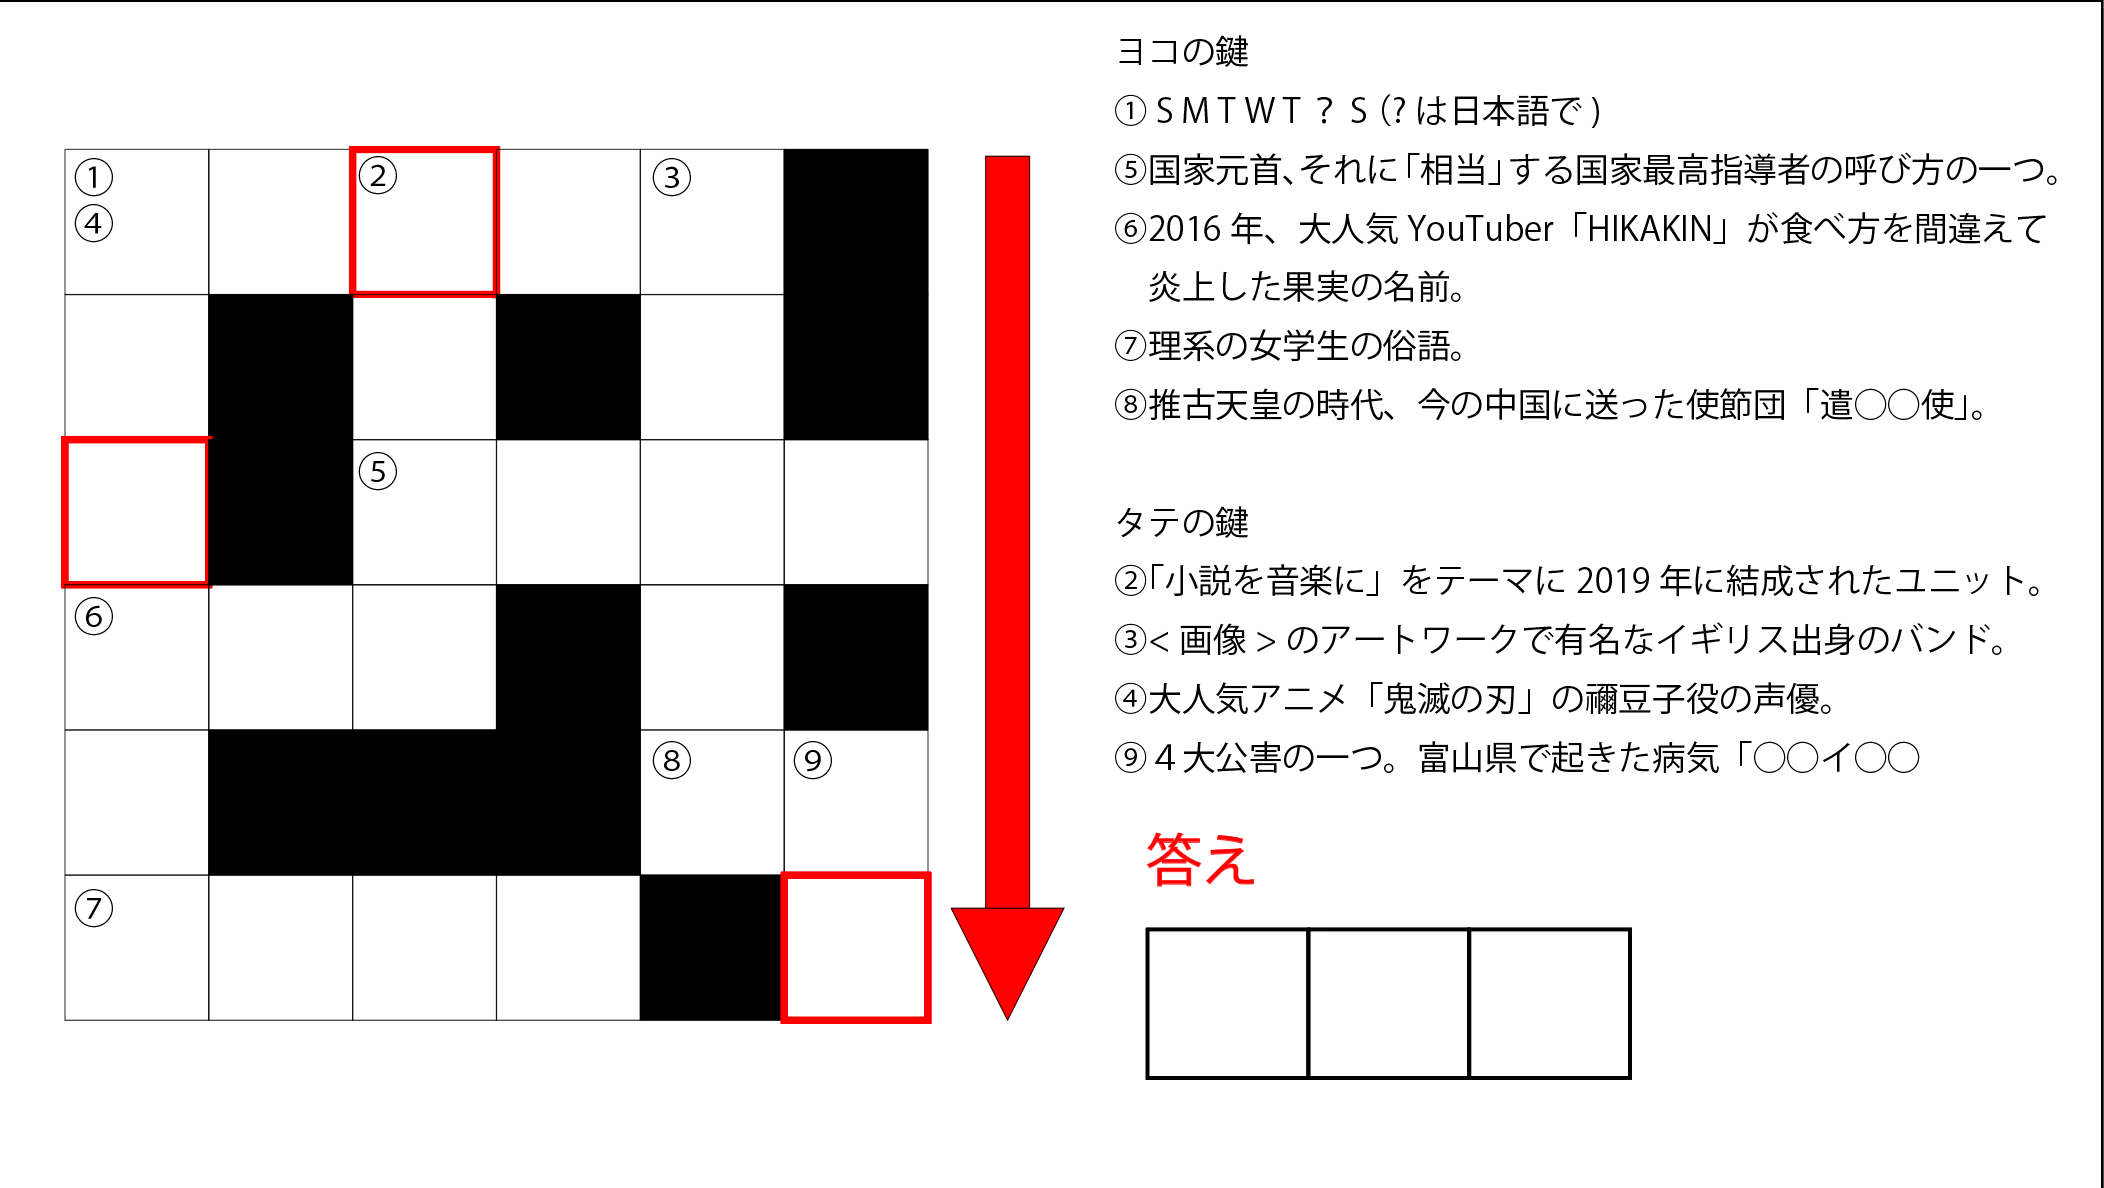 ヨコの鍵
①ＳＭＴＷＴ？Ｓ（？は日本語で）
⑤国家元首、それに「相当」する国家最高指導者の呼び方の一つ。
⑥2016 年、大人気 YouTuber「HIKAKIN」が食べ方を間違えて
炎上した果実の名前。
⑦理系の女学生の俗語。
⑧推古天皇の時代、今の中国に送った使節団「遣○○使」。
タテの鍵
②「小説を音楽に」をテーマに 2019 年に結成されたユニット。
③< 画像 > のアートワークで有名なイギリス出身のバンド。
④大人気アニメ「鬼滅の刃」の禰豆子役の声優。
⑨４大公害の一つ。富山県で起きた病気「○○イ○○
答え
① ② ③
④
⑤
⑥
⑧ ⑨
⑦